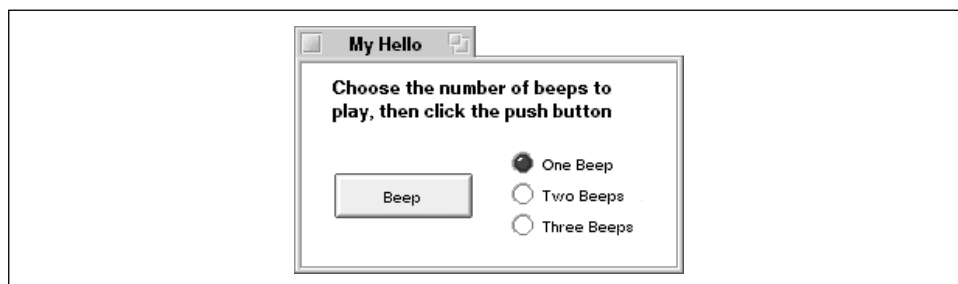 My Hello
Choose the number of beeps to
play, then click the push button
Beep
One Beep
Two Beeps
Three Beeps